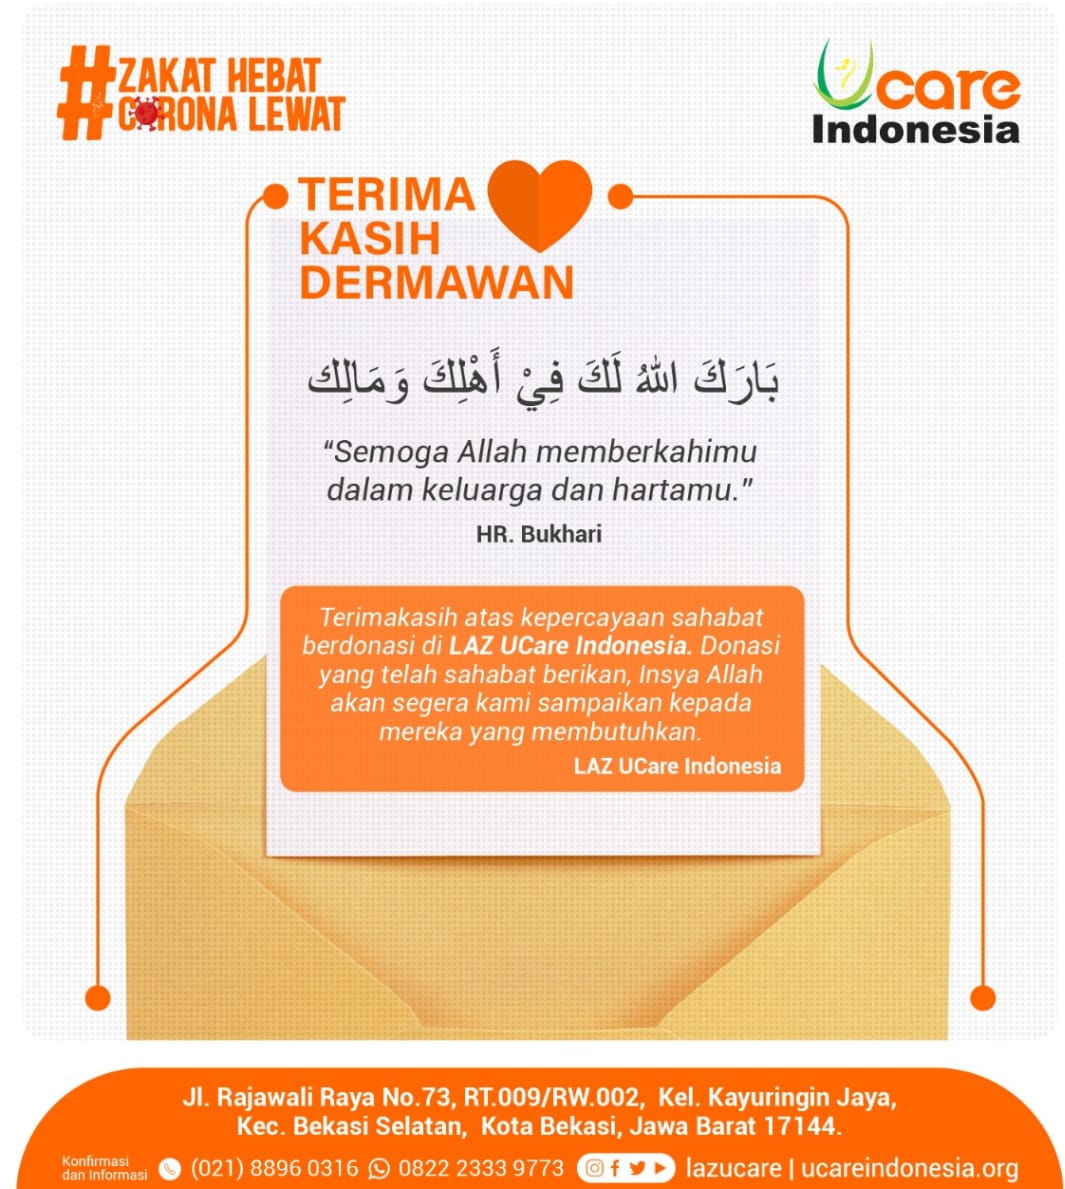 #ZAKAT HEBAT
CORONA LEWAT
Ucare
Indonesia
TERIMA
KASIH
DERMAWAN
بَارَكَ اللهُ لَكَ فِيْ أَهْلِكَ وَمَالِك
“Semoga Allah memberkahimu
dalam keluarga dan hartamu.”
HR. Bukhari
Terimakasih atas kepercayaan sahabat
berdonasi di LAZ UCare Indonesia. Donasi
yang telah sahabat berikan, Insya Allah
akan segera kami sampaikan kepada
mereka yang membutuhkan.
LAZ UCare Indonesia
Jl. Rajawali Raya No.73, RT.009/RW.002, Kel. Kayuringin Jaya,
Kec. Bekasi Selatan, Kota Bekasi, Jawa Barat 17144.
Konfirmasi
dan Informasi
(021) 8896 0316 0822 2333 9773 lazucare | ucareindonesia.org